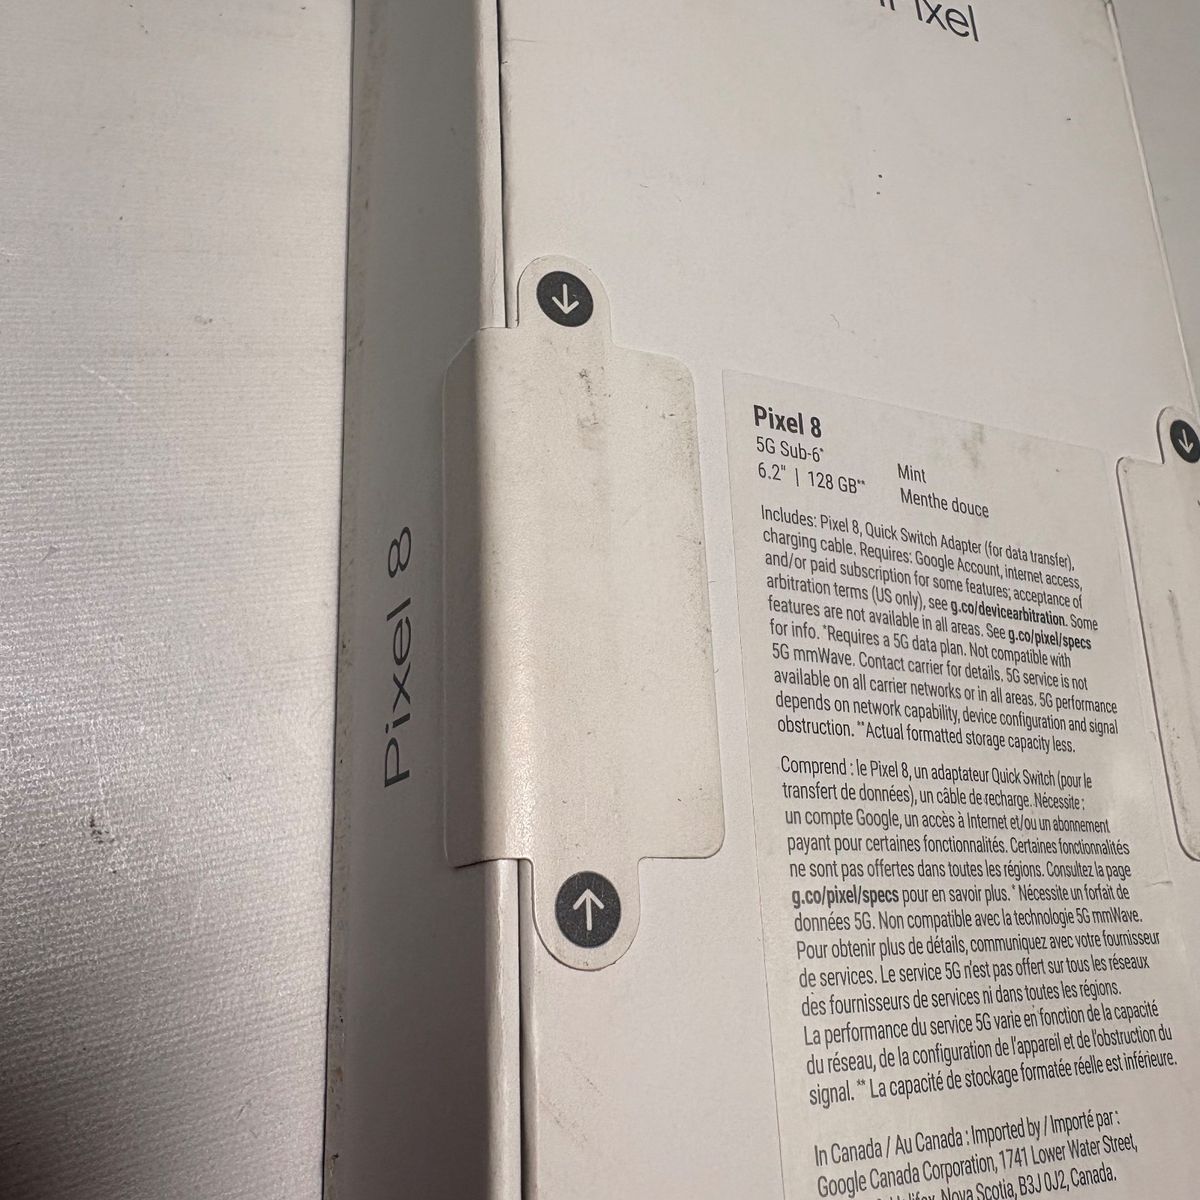 Pixel 8
Pixel 8
5G Sub-6*
6.2" | 128 GB**
Mint
Menthe douce
Includes: Pixel 8, Quick Switch Adapter (for data transfer),
charging cable. Requires: Google Account, internet access,
and/or paid subscription for some features; acceptance of
arbitration terms (US only), see g.co/devicearbitration. Some
features are not available in all areas. See g.co/pixel/specs
for info. *Requires a 5G data plan. Not compatible with
5G mmWave. Contact carrier for details. 5G service is not
available on all carrier networks or in all areas. 5G performance
depends on network capability, device configuration and signal
obstruction. **Actual formatted storage capacity less.
Comprend : le Pixel 8, un adaptateur Quick Switch (pour le
transfert de données), un câble de recharge. Nécessite :
un compte Google, un accès à Internet et/ou un abonnement
payant pour certaines fonctionnalités. Certaines fonctionnalités
ne sont pas offertes dans toutes les régions. Consultez la page
g.co/pixel/specs pour en savoir plus. * Nécessite un forfait de
données 5G. Non compatible avec la technologie 5G mmWave.
Pour obtenir plus de détails, communiquez avec votre fournisseur
de services. Le service 5G n'est pas offert sur tous les réseaux
des fournisseurs de services ni dans toutes les régions.
La performance du service 5G varie en fonction de la capacité
du réseau, de la configuration de l'appareil et de l'obstruction du
signal. ** La capacité de stockage formatée réelle est inférieure.
In Canada / Au Canada : Imported by / Importé par :
Google Canada Corporation, 1741 Lower Water Street,
Nova Scotia, B3J 0J2, Canada.